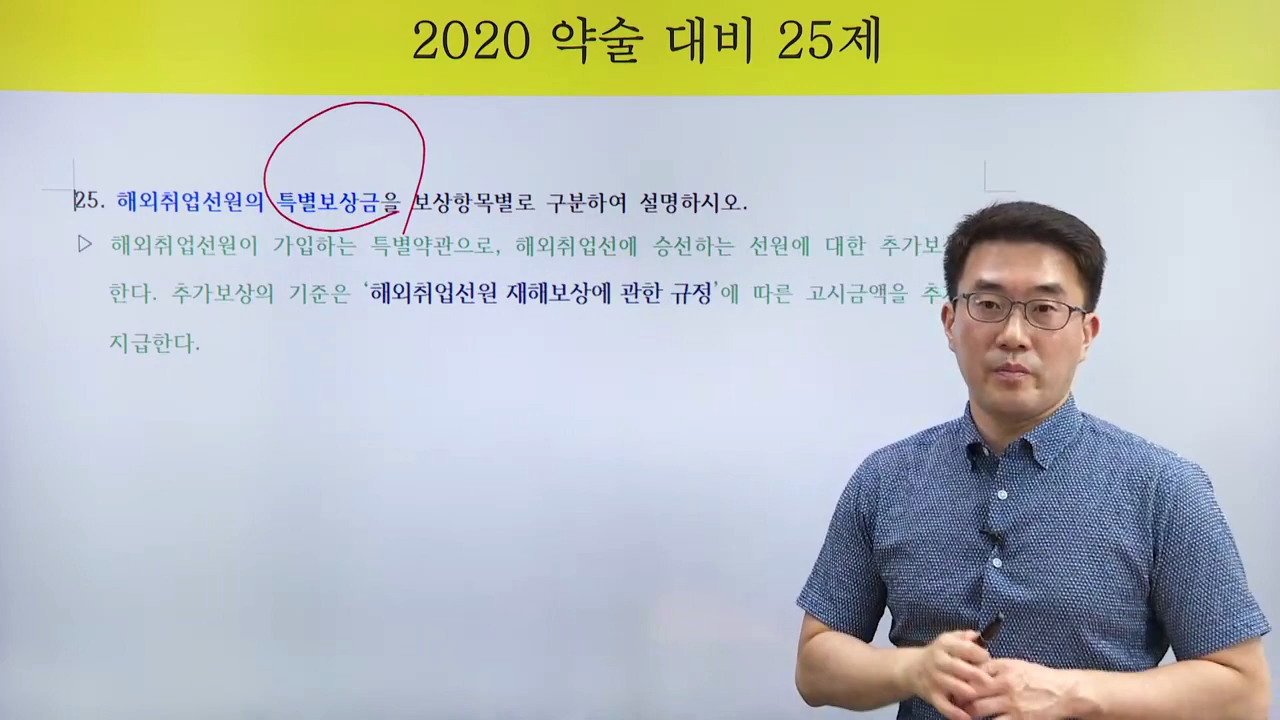 2020 약술 대비 25제
25. 해외취업선원의 특별보상금을 보상항목별로 구분하여 설명하시오.
▷ 해외취업선원이 가입하는 특별약관으로, 해외취업선에 승선하는 선원에 대한
한다. 추가보상의 기준은 ‘해외취업선원 재해보상에 관한 규정’에 따른 고시금액을
지급한다.